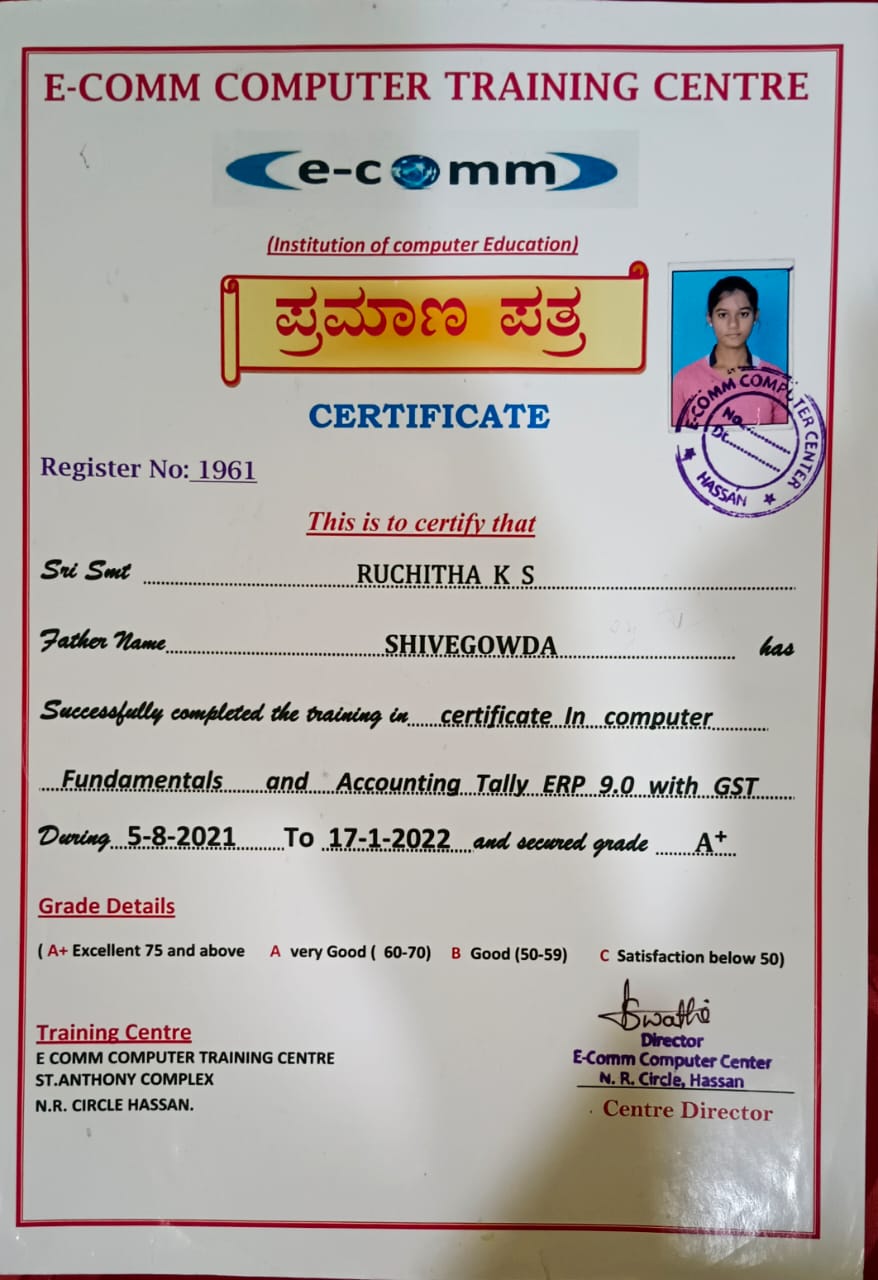 E-COMM COMPUTER TRAINING CENTRE
e-comm
(Institution of computer Education)
ಪ್ರಮಾಣ ಪತ್ರ
CERTIFICATE
E-COMM COMPUTER CENTER
No..............
Dt..............
★ HASSAN ★
Register No: 1961
This is to certify that
Sri Smt RUCHITHA K S
Father Name SHIVEGOWDA has
Successfully completed the training in certificate In computer
Fundamentals and Accounting Tally ERP 9.0 with GST
During 5-8-2021 To 17-1-2022 and secured grade A+
Grade Details
( A+ Excellent 75 and above A very Good ( 60-70) B Good (50-59) C Satisfaction below 50)
Swathi
Director
E-Comm Computer Center
N. R. Circle, Hassan
Centre Director
Training Centre
E COMM COMPUTER TRAINING CENTRE
ST.ANTHONY COMPLEX
N.R. CIRCLE HASSAN.